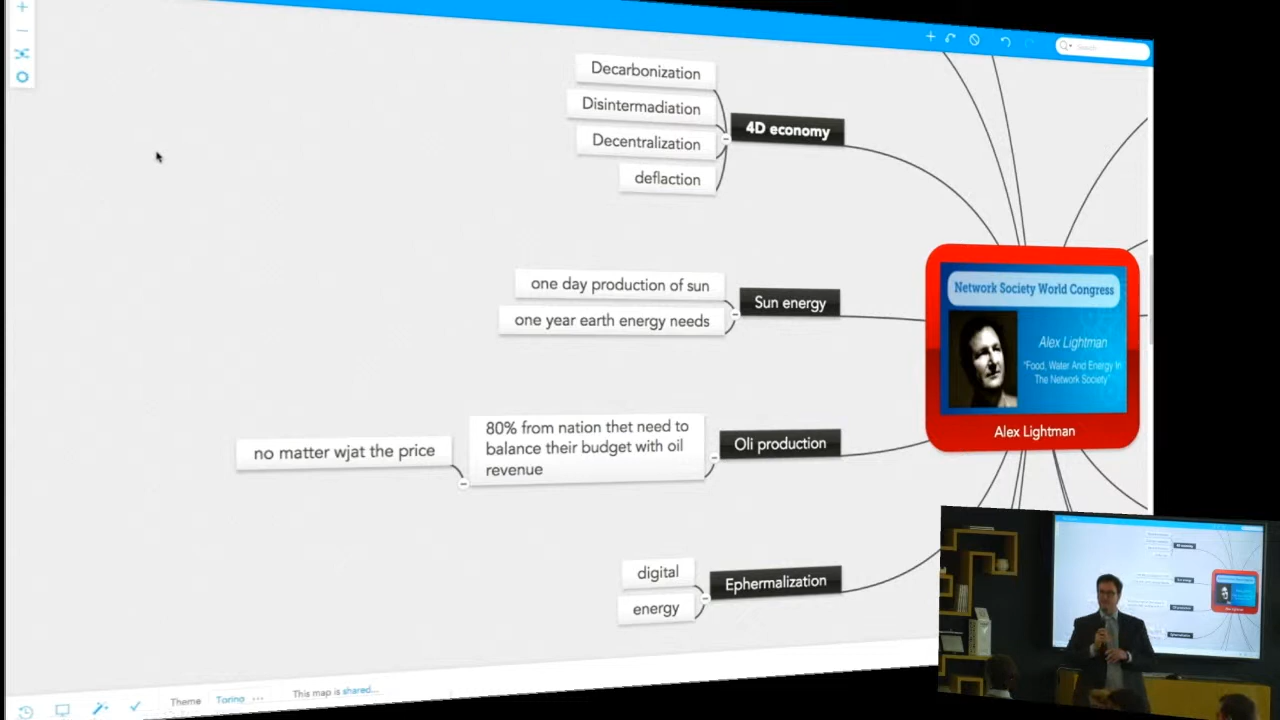 Search
Decarbonization
Disintermadiation
Decentralization
deflaction
4D economy
one day production of sun
one year earth energy needs
Sun energy
Network Society World Congress
Alex Lightman
"Food, Water And Energy In
The Network Society"
Alex Lightman
no matter wjat the price
80% from nation thet need to
balance their budget with oil
revenue
Oli production
digital
energy
Ephermalization
Theme
This map is shared...